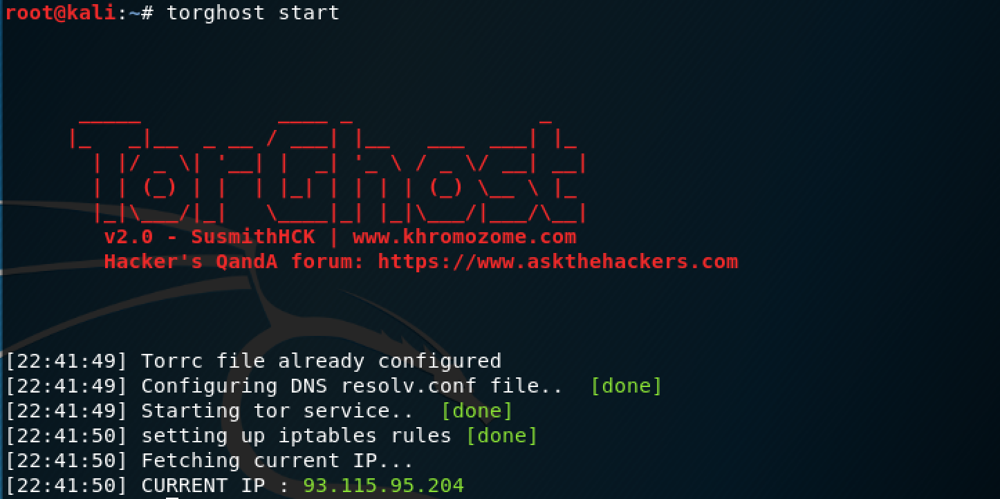 root@kali:~# torghost start
  _____           ____ _               _
 |_   _|__  _ __ / ___| |__   ___  ___| |_
   | |/ _ \| '__| |  _| '_ \ / _ \/ __| __|
   | | (_) | |  | |_| | | | | (_) \__ \ |_
   |_|\___/|_|   \____|_| |_|\___/|___/\__|
v2.0 - SusmithHCK | www.khromozome.com
Hacker's QandA forum: https://www.askthehackers.com
[22:41:49] Torrc file already configured
[22:41:49] Configuring DNS resolv.conf file.. [done]
[22:41:49] Starting tor service.. [done]
[22:41:50] setting up iptables rules [done]
[22:41:50] Fetching current IP...
[22:41:50] CURRENT IP : 93.115.95.204